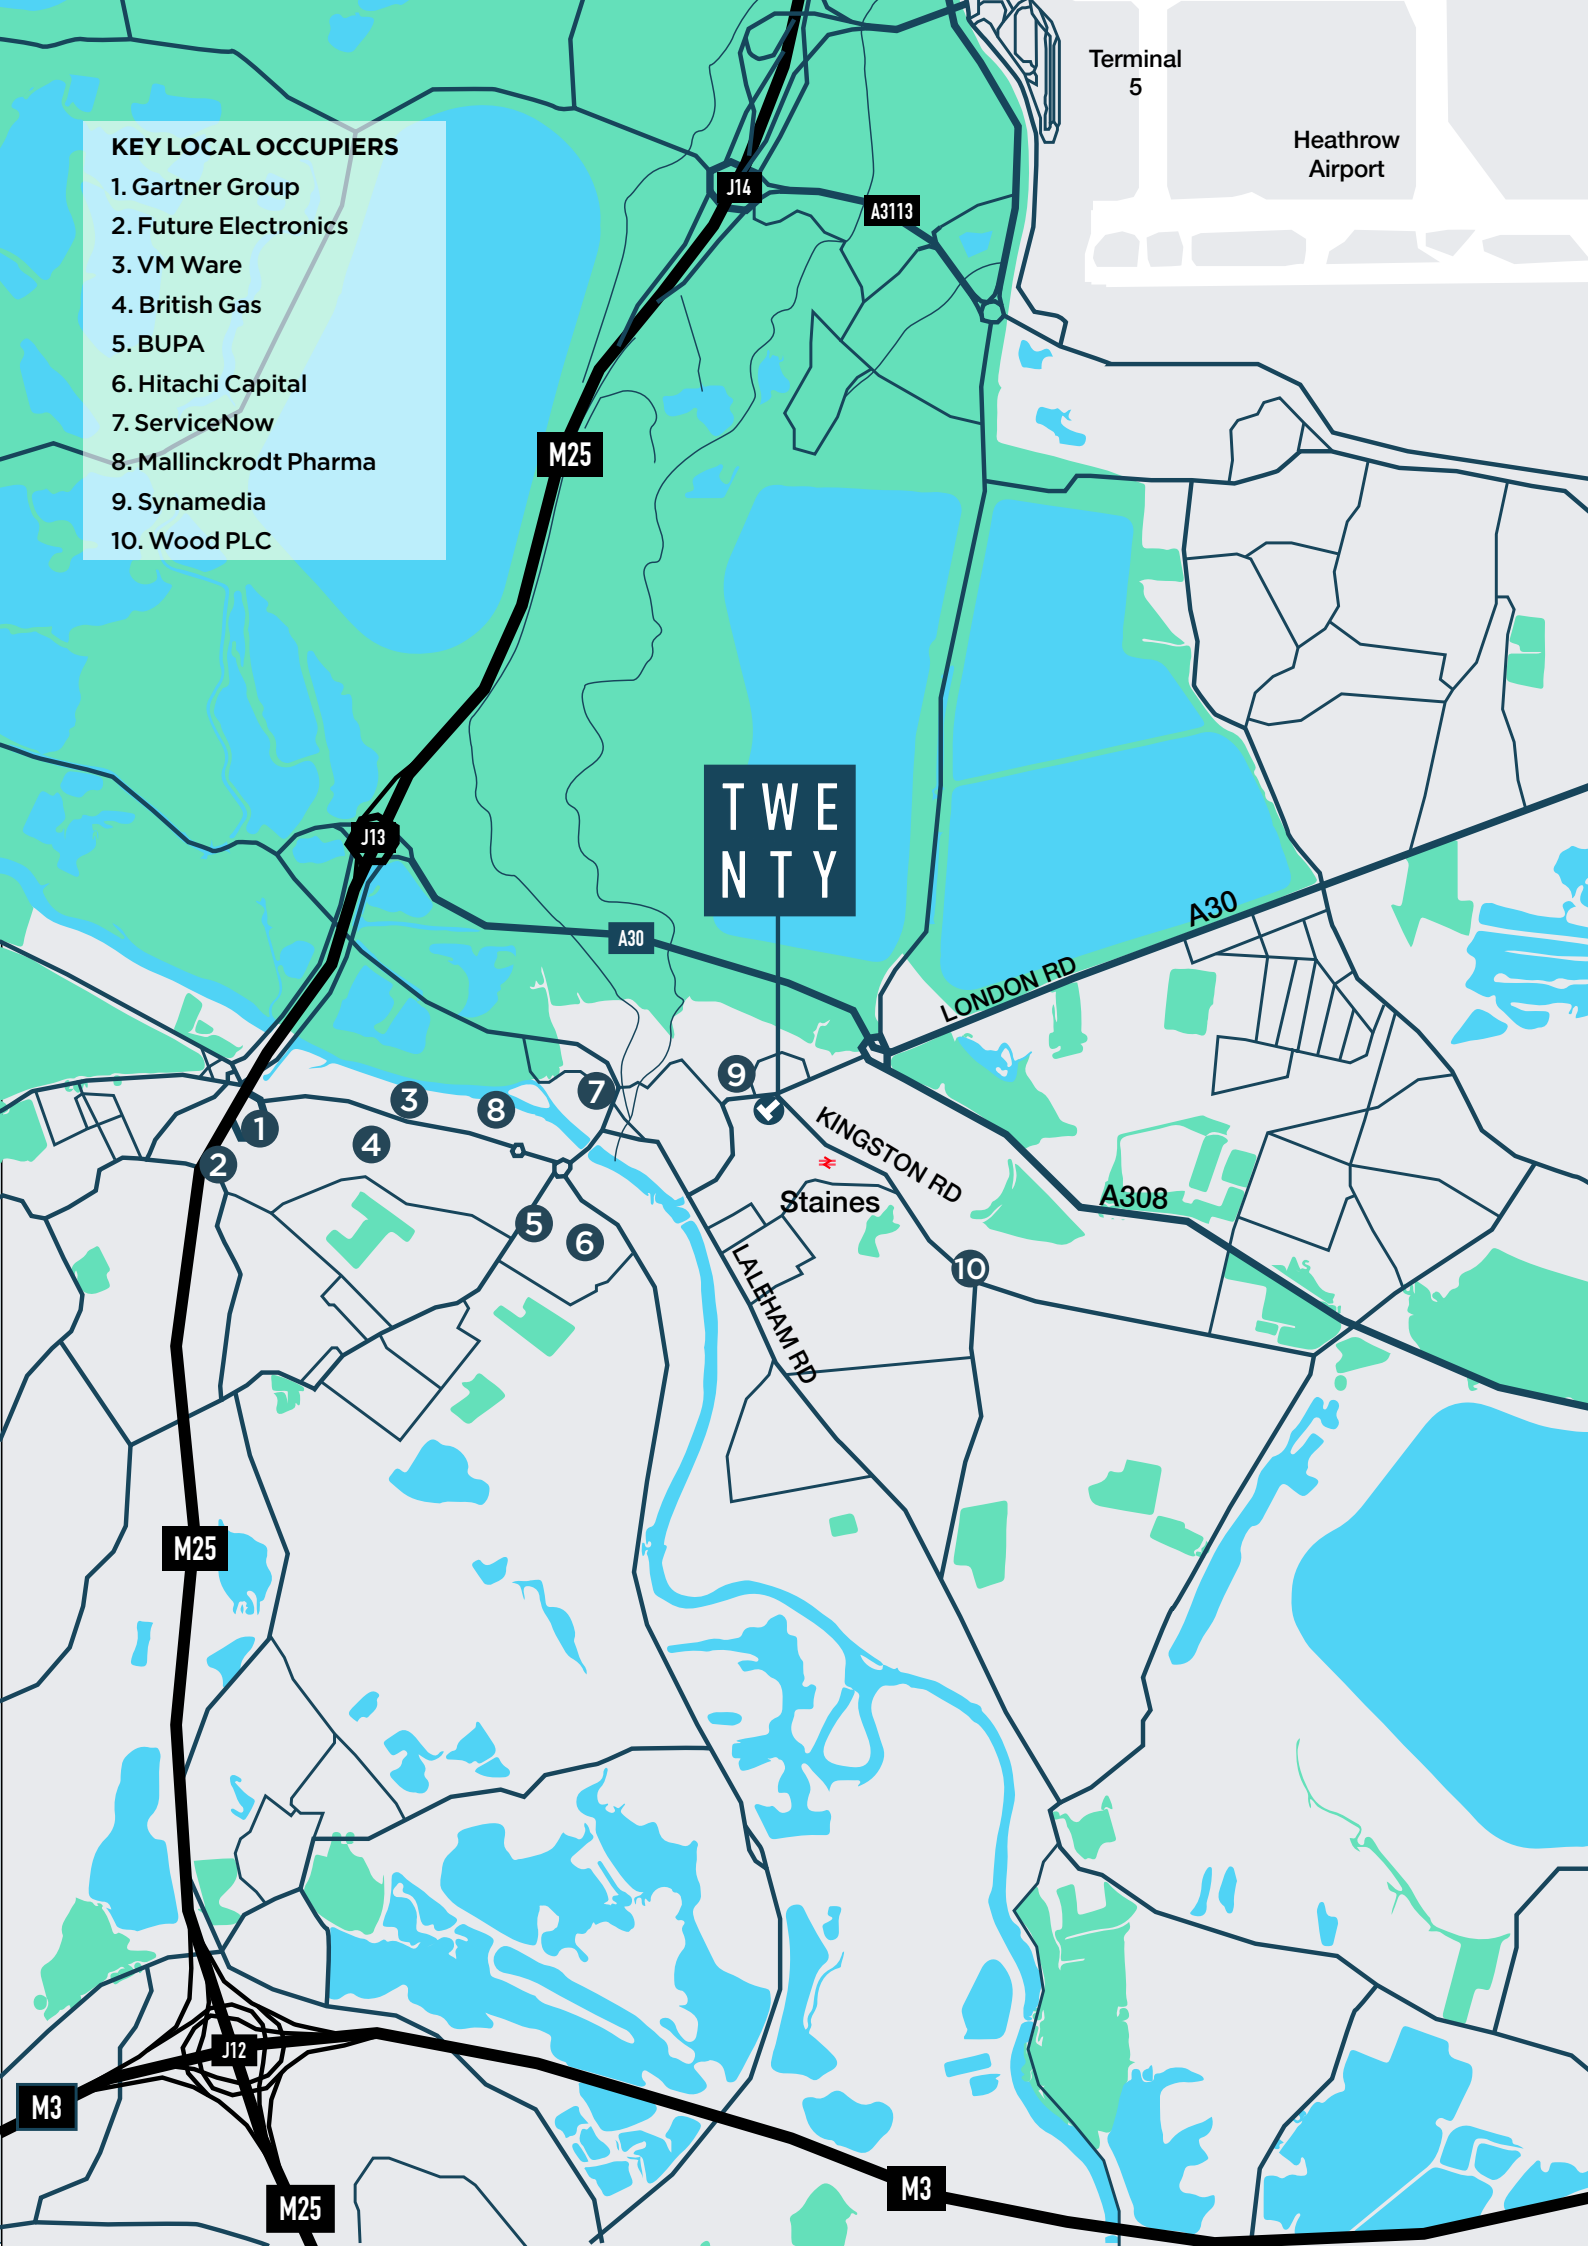 Terminal
5
Heathrow
Airport
KEY LOCAL OCCUPIERS
1. Gartner Group
2. Future Electronics
3. VM Ware
4. British Gas
5. BUPA
6. Hitachi Capital
7. ServiceNow
8. Mallinckrodt Pharma
9. Synamedia
10. Wood PLC
J14
A3113
M25
TWE
NTY
J13
A30
A30
LONDON RD
9
7
3
8
1
4
2
KINGSTON RD
Staines
A308
5
6
10
LALEHAM RD
M25
J12
M3
M25
M3